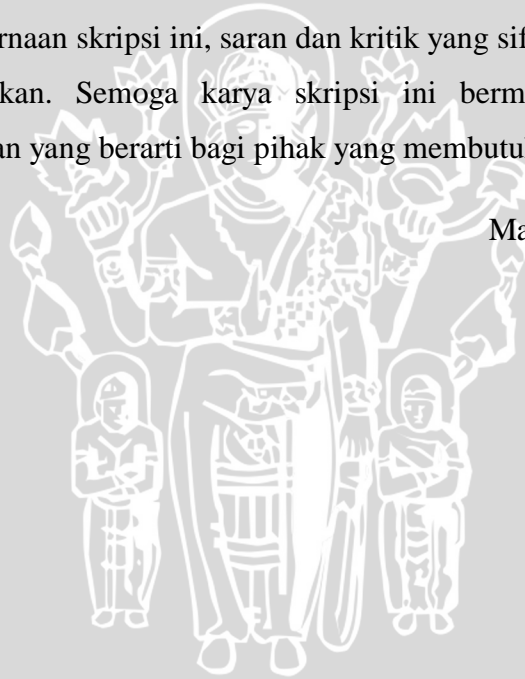 rnaan skripsi ini, saran dan kritik yang sif
kan. Semoga karya skripsi ini berm
an yang berarti bagi pihak yang membutu
Ma